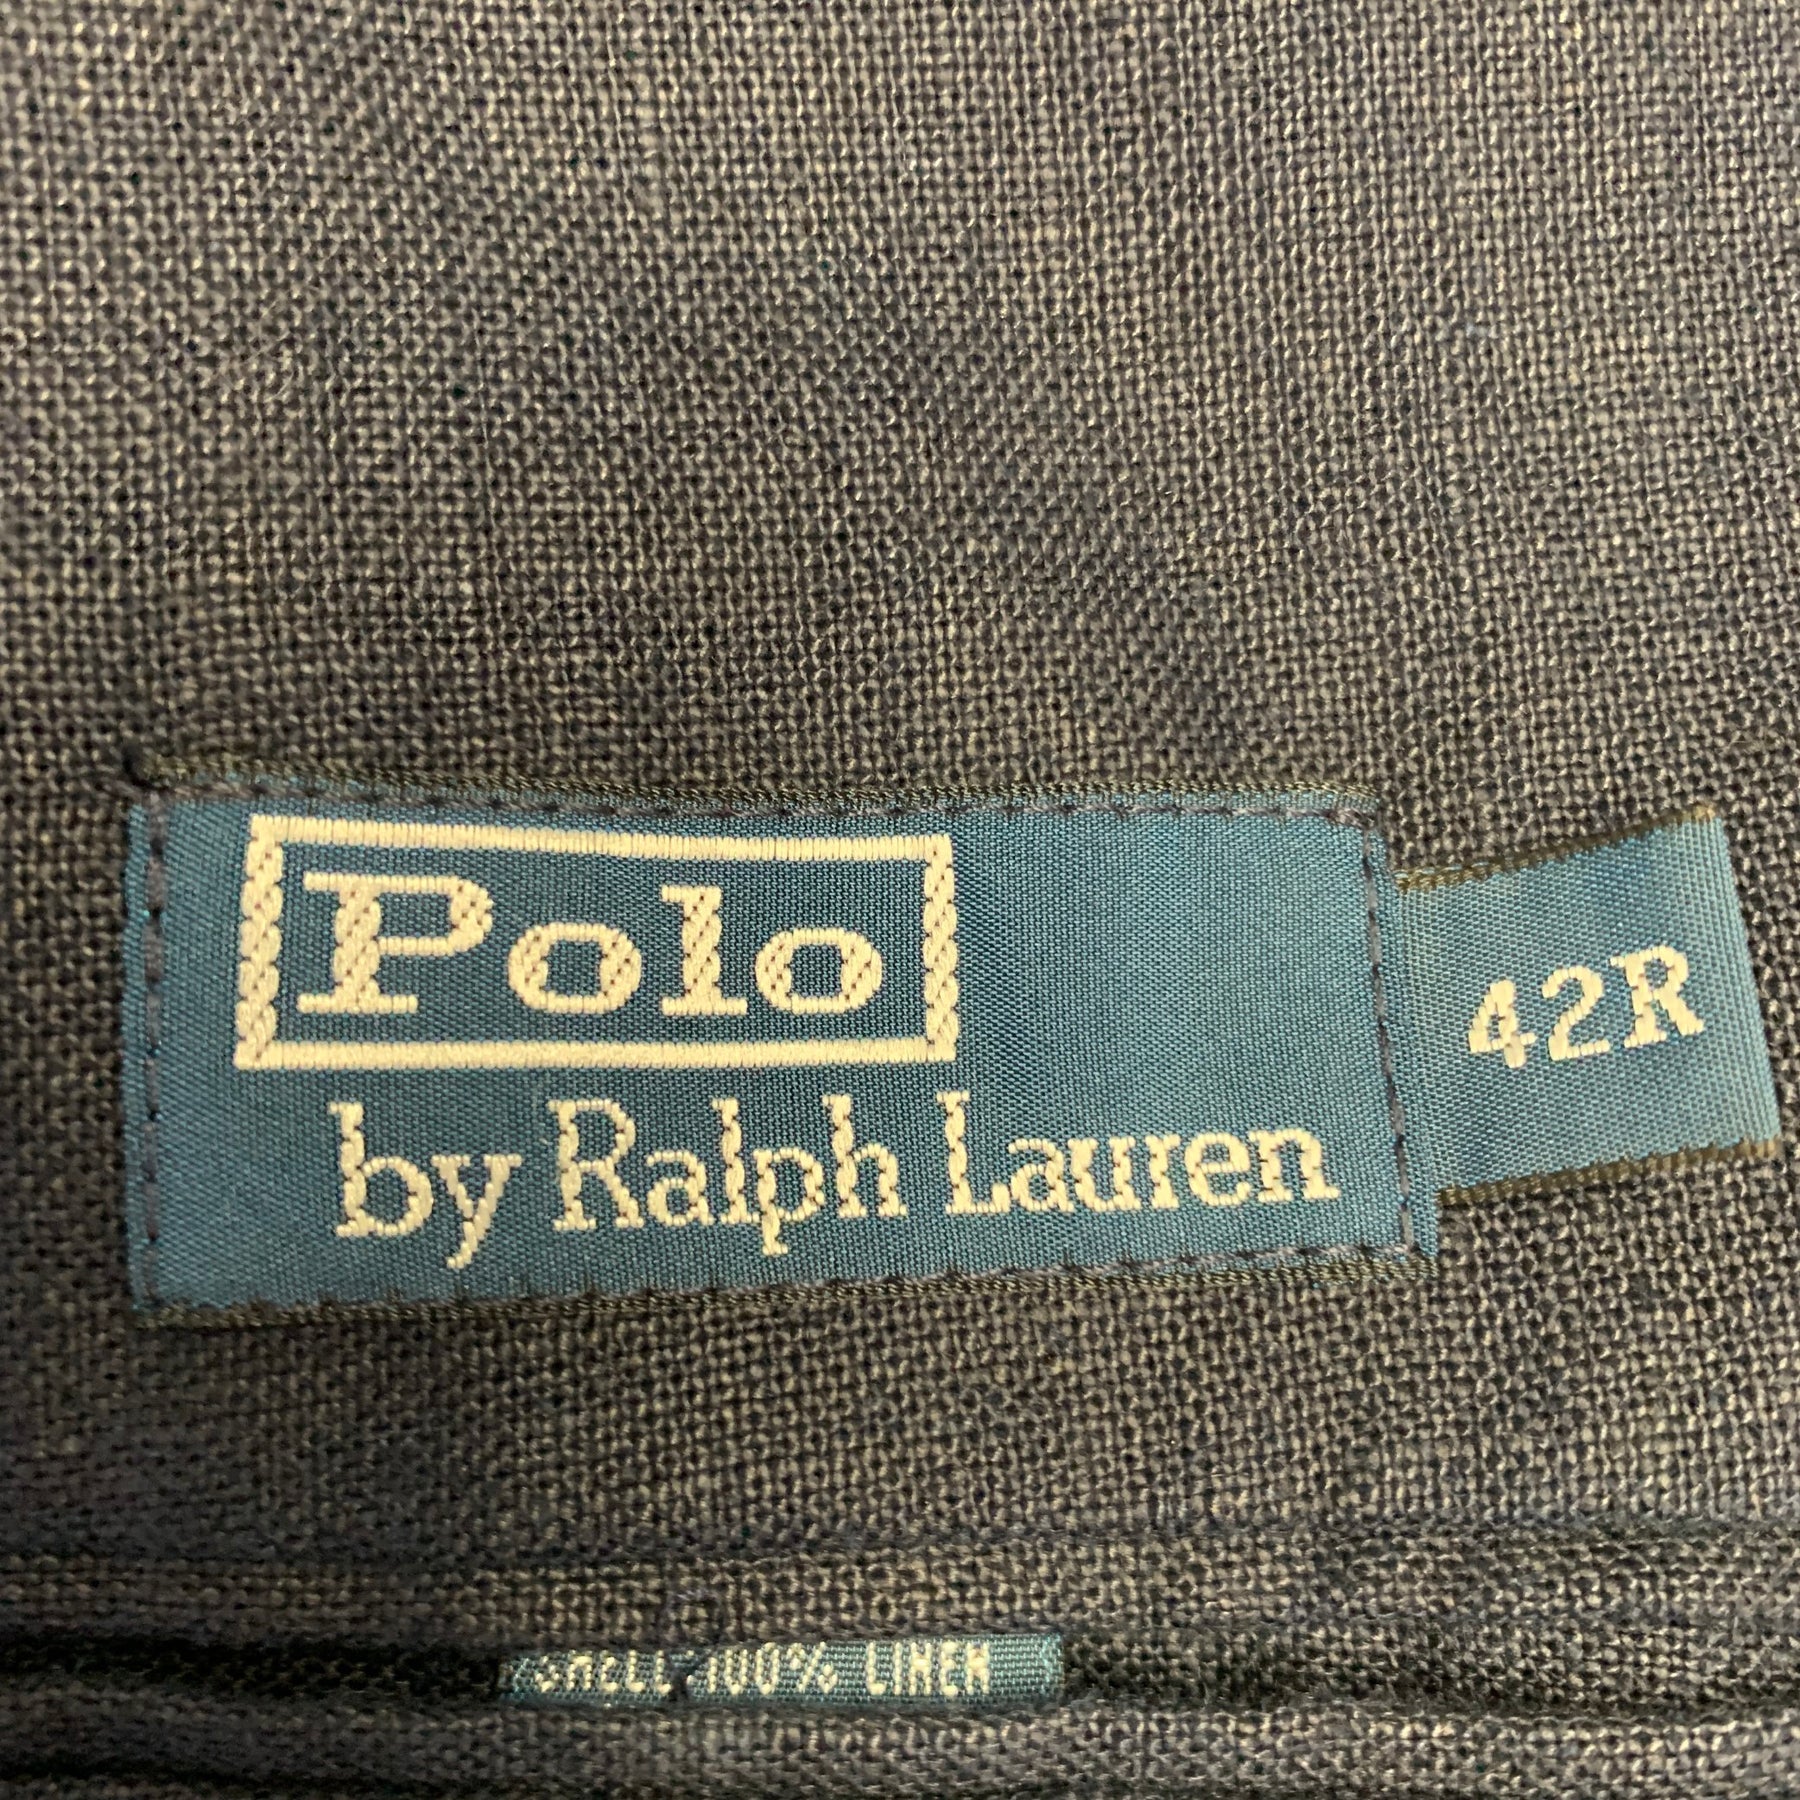 Polo
by Ralph Lauren
42R
SHELL: 100% LINEN